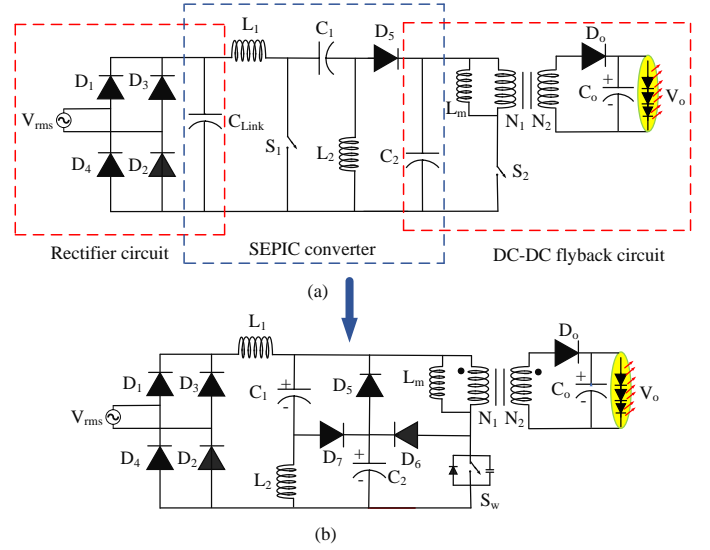 L1 C1 D5 Do
D1 D3 + Co - Vo
Vrms CLink S1 L2 Lm N1 N2
D4 D2 C2 S2
Rectifier circuit SEPIC converter DC-DC flyback circuit
(a)
L1 Do
D1 D3 C1 + - D5 Lm + Co - Vo
Vrms N1 N2
D4 D2 L2 D7 + C2 - D6
Sw
(b)